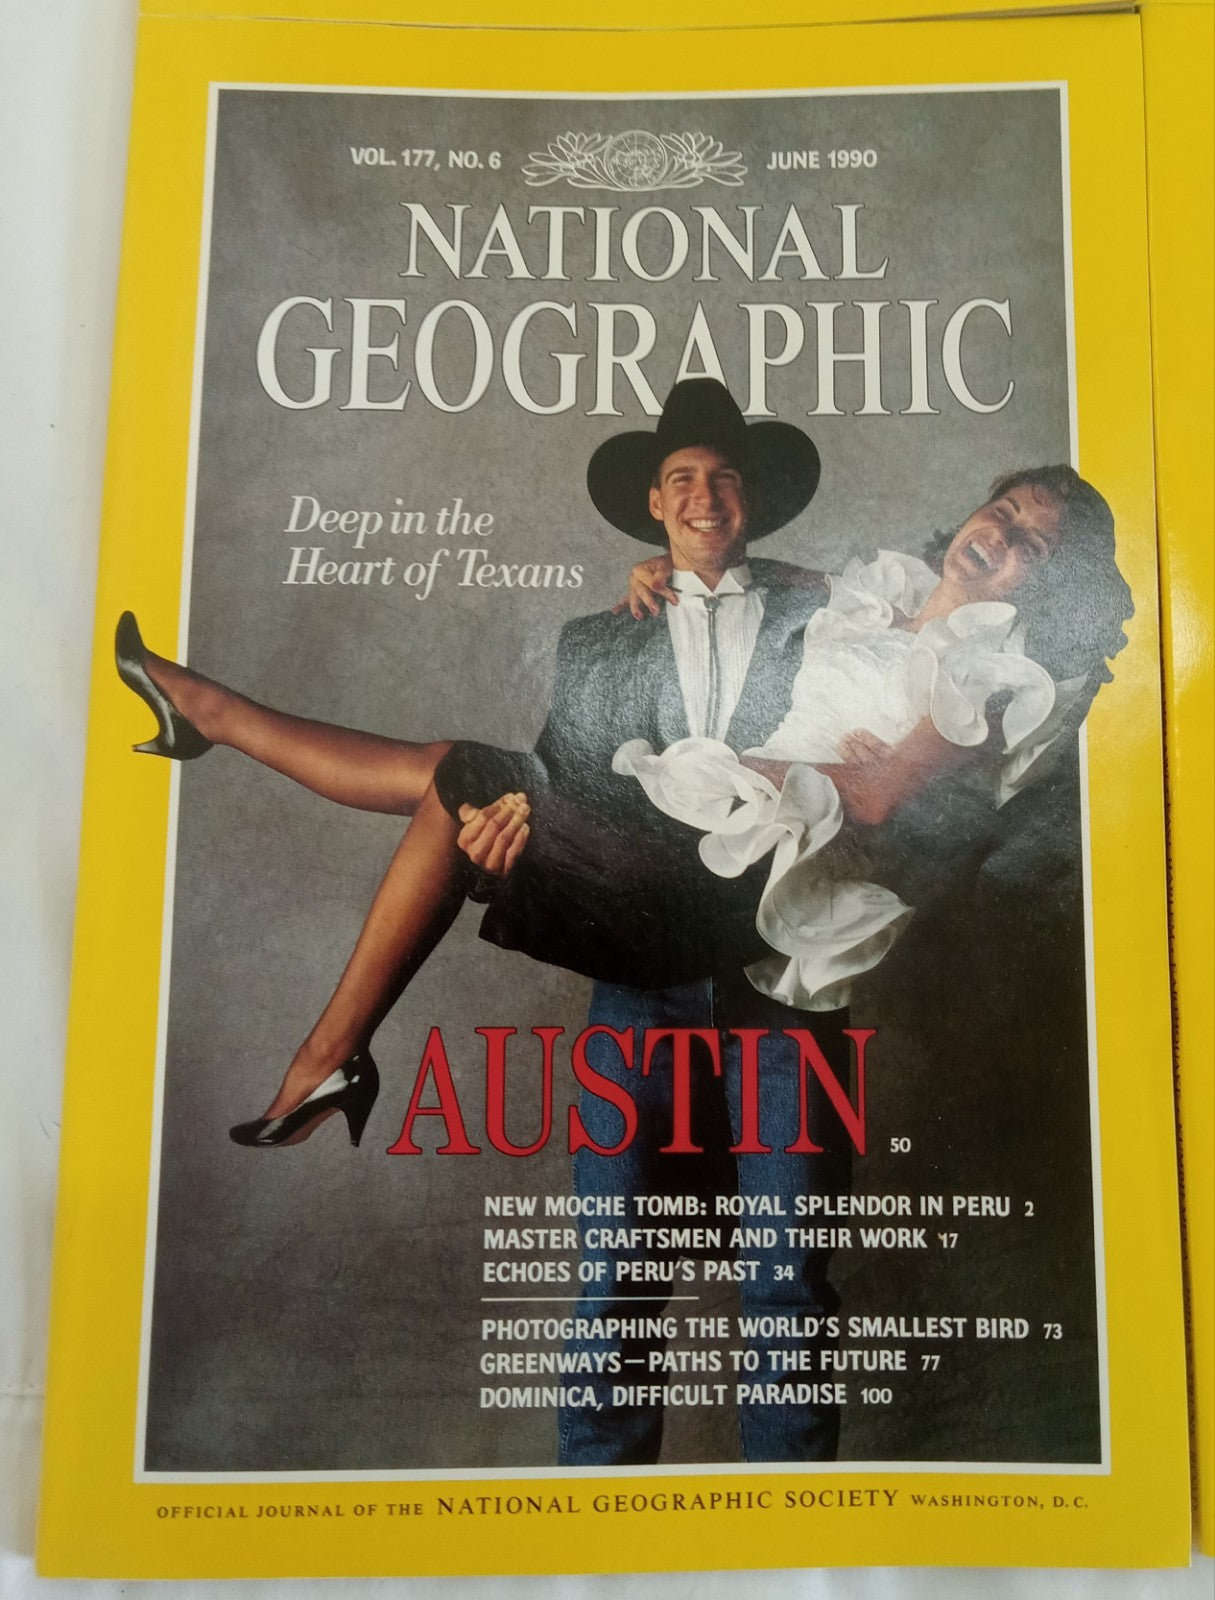 VOL. 177, NO. 6 JUNE 1990
NATIONAL
GEOGRAPHIC
Deep in the
Heart of Texans
AUSTIN 50
NEW MOCHE TOMB: ROYAL SPLENDOR IN PERU 2
MASTER CRAFTSMEN AND THEIR WORK 17
ECHOES OF PERU'S PAST 34
PHOTOGRAPHING THE WORLD'S SMALLEST BIRD 73
GREENWAYS—PATHS TO THE FUTURE 77
DOMINICA, DIFFICULT PARADISE 100
OFFICIAL JOURNAL OF THE NATIONAL GEOGRAPHIC SOCIETY WASHINGTON, D.C.